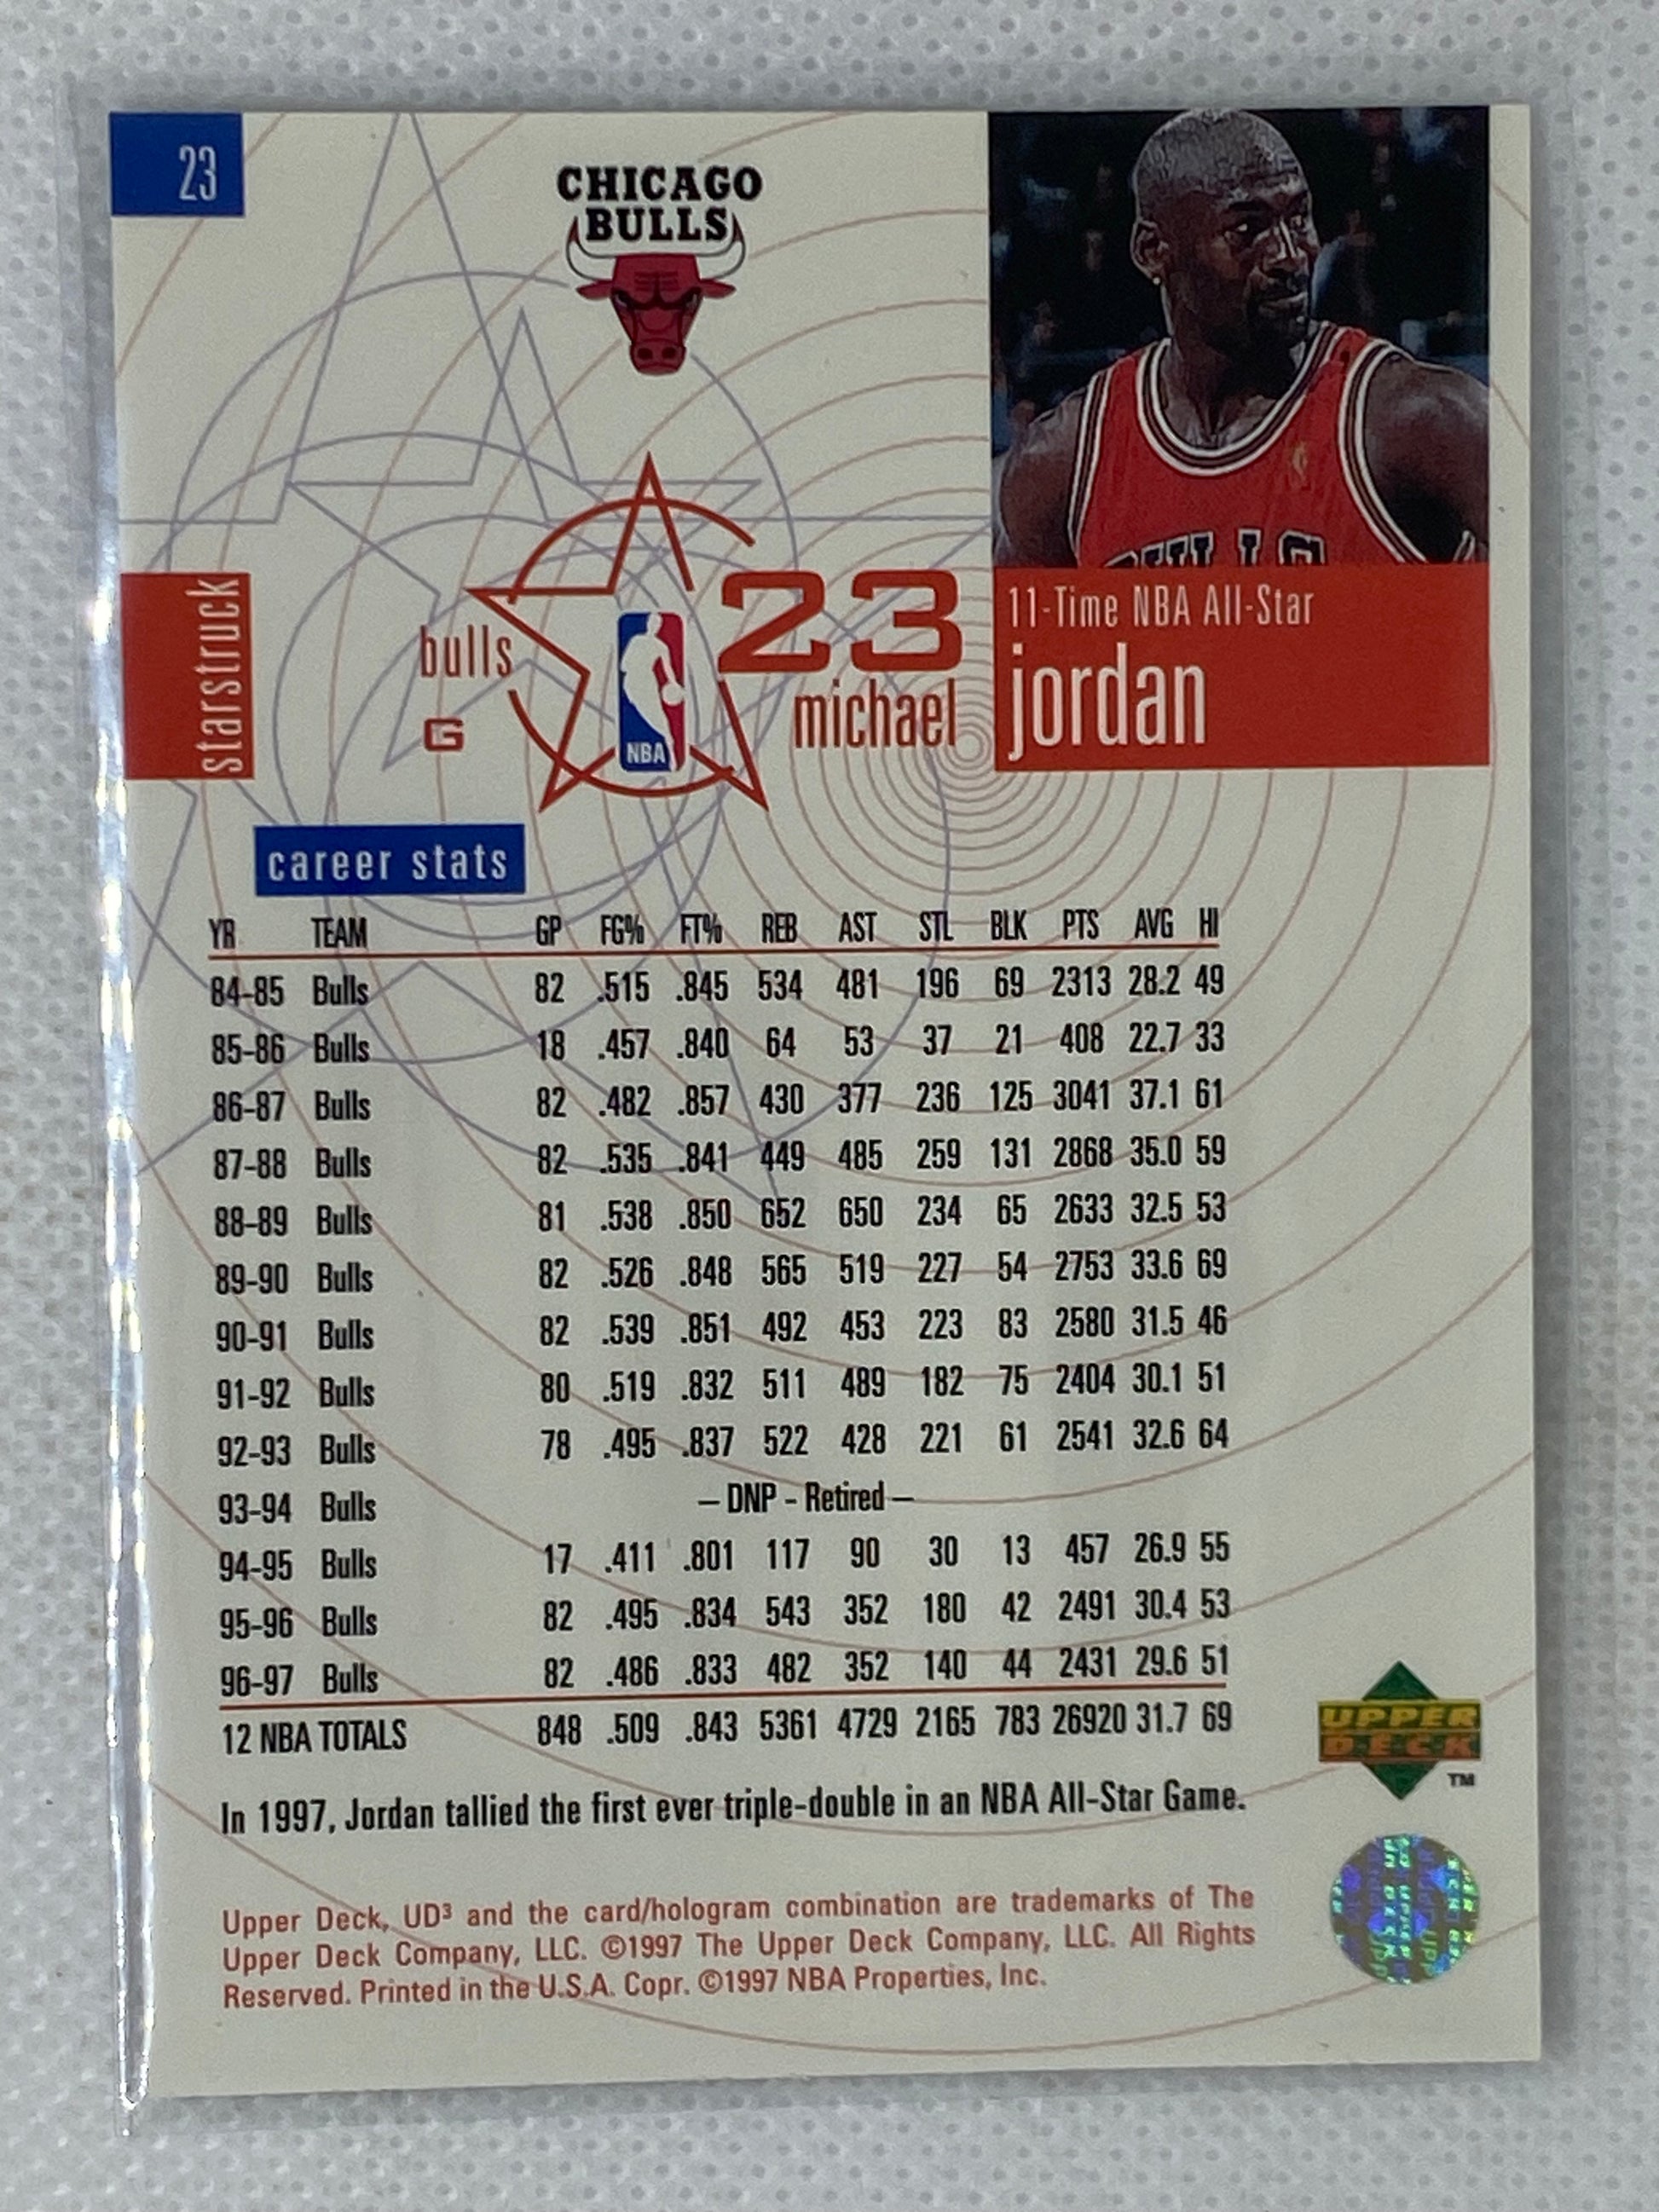 23
CHICAGO
BULLS
starstruck
bulls
G
NBA
23
michael
11-Time NBA All-Star
jordan
career stats
YR TEAM GP FG% FT% REB AST STL BLK PTS AVG HI
84-85 Bulls 82 .515 .845 534 481 196 69 2313 28.2 49
85-86 Bulls 18 .457 .840 64 53 37 21 408 22.7 33
86-87 Bulls 82 .482 .857 430 377 236 125 3041 37.1 61
87-88 Bulls 82 .535 .841 449 485 259 131 2868 35.0 59
88-89 Bulls 81 .538 .850 652 650 234 65 2633 32.5 53
89-90 Bulls 82 .526 .848 565 519 227 54 2753 33.6 69
90-91 Bulls 82 .539 .851 492 453 223 83 2580 31.5 46
91-92 Bulls 80 .519 .832 511 489 182 75 2404 30.1 51
92-93 Bulls 78 .495 .837 522 428 221 61 2541 32.6 64
93-94 Bulls – DNP - Retired –
94-95 Bulls 17 .411 .801 117 90 30 13 457 26.9 55
95-96 Bulls 82 .495 .834 543 352 180 42 2491 30.4 53
96-97 Bulls 82 .486 .833 482 352 140 44 2431 29.6 51
12 NBA TOTALS 848 .509 .843 5361 4729 2165 783 26920 31.7 69
In 1997, Jordan tallied the first ever triple-double in an NBA All-Star Game.
UPPER
DECK
TM
Upper Deck, UD³ and the card/hologram combination are trademarks of The
Upper Deck Company, LLC. ©1997 The Upper Deck Company, LLC. All Rights
Reserved. Printed in the U.S.A. Copr. ©1997 NBA Properties, Inc.